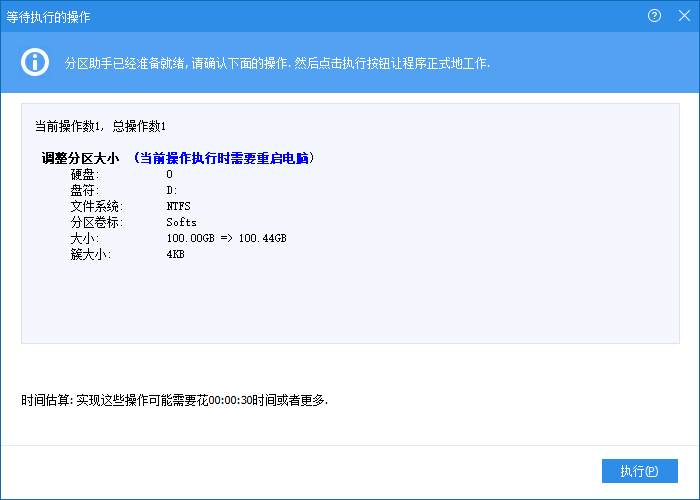 等待执行的操作
分区助手已经准备就绪, 请确认下面的操作. 然后点击执行按钮让程序正式地工作.
当前操作数1, 总操作数1
调整分区大小 (当前操作执行时需要重启电脑)
硬盘: 0
盘符: D:
文件系统: NTFS
分区卷标: Softs
大小: 100.00GB => 100.44GB
簇大小: 4KB
时间估算: 实现这些操作可能需要花00:00:30时间或者更多.
执行(P)